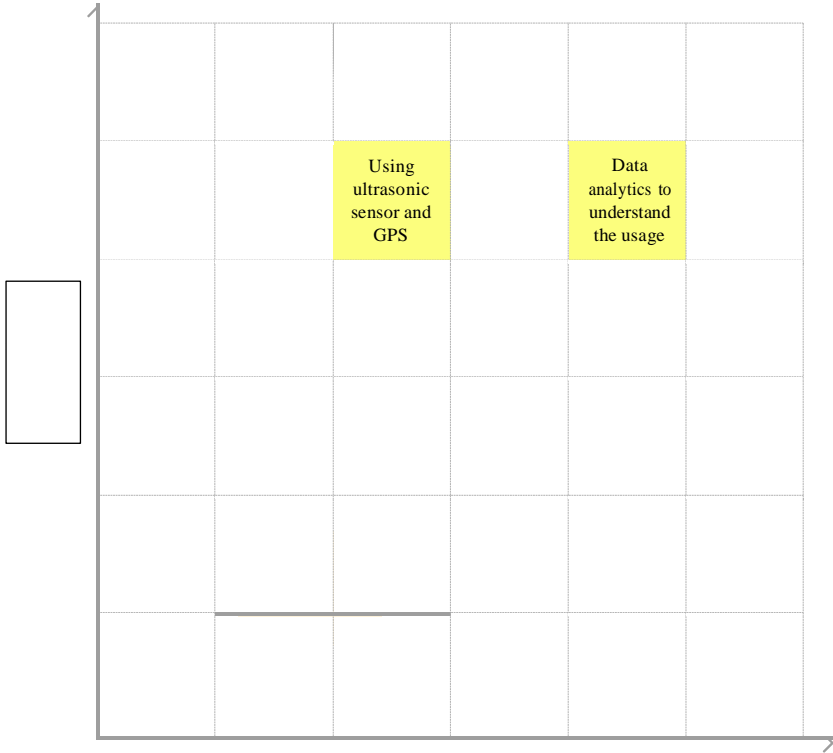 Using
ultrasonic
sensor and
GPS
Data
analytics to
understand
the usage